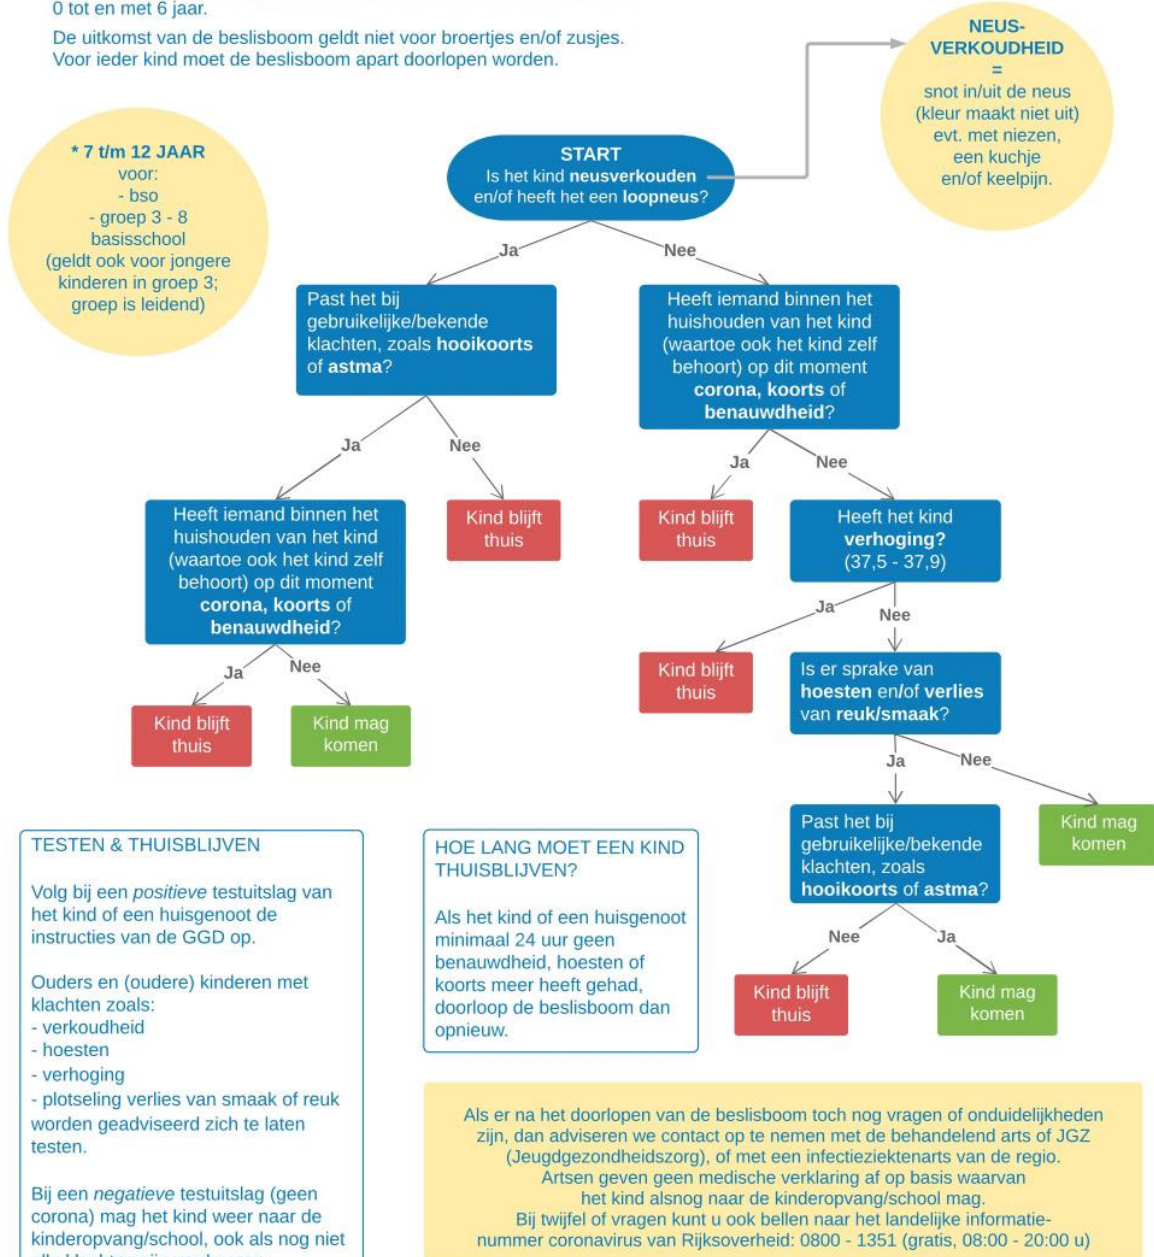 0 tot en met 6 jaar.
De uitkomst van de beslisboom geldt niet voor broertjes en/of zusjes.
Voor ieder kind moet de beslisboom apart doorlopen worden.
NEUS-
VERKOUDHEID
=
snot in/uit de neus
(kleur maakt niet uit)
evt. met niezen,
een kuchje
en/of keelpijn.
* 7 t/m 12 JAAR
voor:
- bso
- groep 3 - 8
basisschool
(geldt ook voor jongere
kinderen in groep 3;
groep is leidend)
START
Is het kind neusverkouden
en/of heeft het een loopneus?
Ja
Nee
Past het bij
gebruikelijke/bekende
klachten, zoals hooikoorts
of astma?
Heeft iemand binnen het
huishouden van het kind
(waartoe ook het kind zelf
behoort) op dit moment
corona, koorts of
benauwdheid?
Ja
Nee
Ja
Nee
Heeft iemand binnen het
huishouden van het kind
(waartoe ook het kind zelf
behoort) op dit moment
corona, koorts of
benauwdheid?
Kind blijft
thuis
Kind blijft
thuis
Heeft het kind
verhoging?
(37,5 - 37,9)
Ja
Nee
Ja
Nee
Kind blijft
thuis
Kind mag
komen
Kind blijft
thuis
Is er sprake van
hoesten en/of verlies
van reuk/smaak?
Ja
Nee
Past het bij
gebruikelijke/bekende
klachten, zoals
hooikoorts of astma?
Kind mag
komen
Nee
Ja
Kind blijft
thuis
Kind mag
komen
TESTEN & THUISBLIJVEN
Volg bij een positieve testuitslag van
het kind of een huisgenoot de
instructies van de GGD op.
Ouders en (oudere) kinderen met
klachten zoals:
- verkoudheid
- hoesten
- verhoging
- plotseling verlies van smaak of reuk
worden geadviseerd zich te laten
testen.
Bij een negatieve testuitslag (geen
corona) mag het kind weer naar de
kinderopvang/school, ook als nog niet
HOE LANG MOET EEN KIND
THUISBLIJVEN?
Als het kind of een huisgenoot
minimaal 24 uur geen
benauwdheid, hoesten of
koorts meer heeft gehad,
doorloop de beslisboom dan
opnieuw.
Als er na het doorlopen van de beslisboom toch nog vragen of onduidelijkheden
zijn, dan adviseren we contact op te nemen met de behandelend arts of JGZ
(Jeugdgezondheidszorg), of met een infectieziektenarts van de regio.
Artsen geven geen medische verklaring af op basis waarvan
het kind alsnog naar de kinderopvang/school mag.
Bij twijfel of vragen kunt u ook bellen naar het landelijke informatie-
nummer coronavirus van Rijksoverheid: 0800 - 1351 (gratis, 08:00 - 20:00 u)